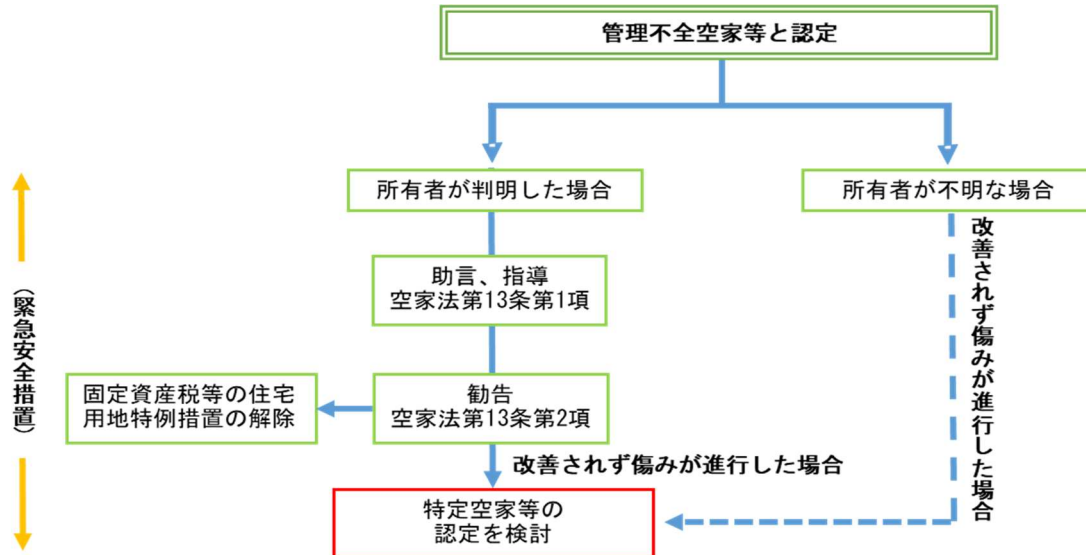 管理不全空家等と認定
所有者が判明した場合
所有者が不明な場合
助言、指導
空家法第13条第1項
勧告
空家法第13条第2項
固定資産税等の住宅
用地特例措置の解除
改善されず傷みが進行した場合
改善されず傷みが進行した場合
特定空家等の
認定を検討
(緊急安全措置)